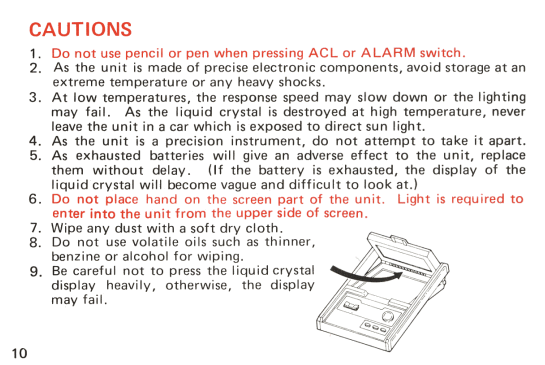 CAUTIONS
1. Do not use pencil or pen when pressing ACL or ALARM switch.
2. As the unit is made of precise electronic components, avoid storage at an
extreme temperature or any heavy shocks.
3. At low temperatures, the response speed may slow down or the lighting
may fail. As the liquid crystal is destroyed at high temperature, never
leave the unit in a car which is exposed to direct sun light.
4. As the unit is a precision instrument, do not attempt to take it apart.
5. As exhausted batteries will give an adverse effect to the unit, replace
them without delay. (If the battery is exhausted, the display of the
liquid crystal will become vague and difficult to look at.)
6. Do not place hand on the screen part of the unit. Light is required to
enter into the unit from the upper side of screen.
7. Wipe any dust with a soft dry cloth.
8. Do not use volatile oils such as thinner,
benzine or alcohol for wiping.
9. Be careful not to press the liquid crystal
display heavily, otherwise, the display
may fail.
10